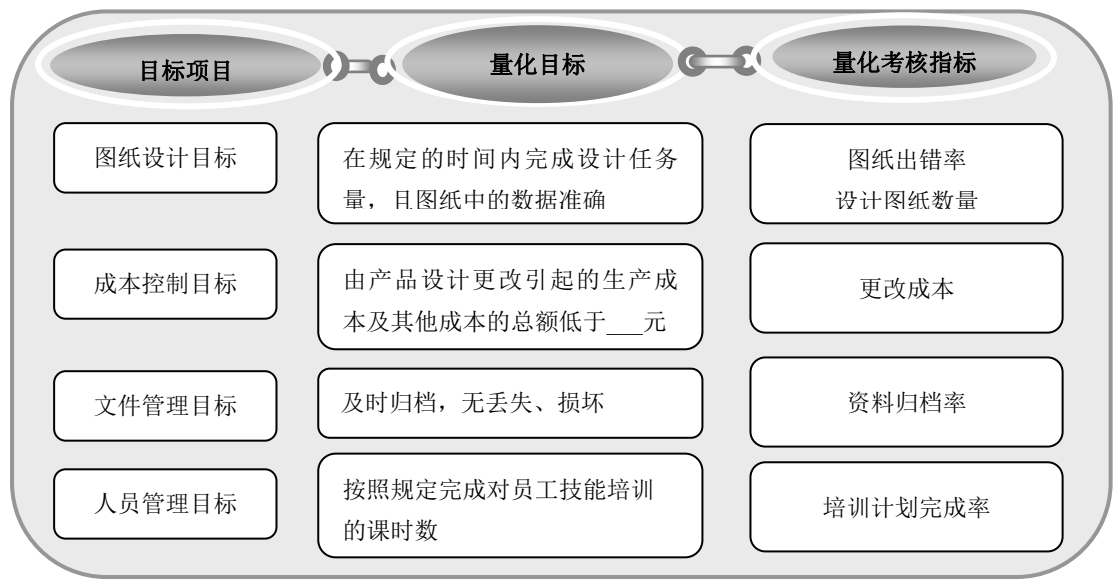 目标项目
量化目标
量化考核指标
图纸设计目标
在规定的时间内完成设计任务
量，且图纸中的数据准确
图纸出错率
设计图纸数量
成本控制目标
由产品设计更改引起的生产成
本及其他成本的总额低于___元
更改成本
文件管理目标
及时归档，无丢失、损坏
资料归档率
人员管理目标
按照规定完成对员工技能培训
的课时数
培训计划完成率